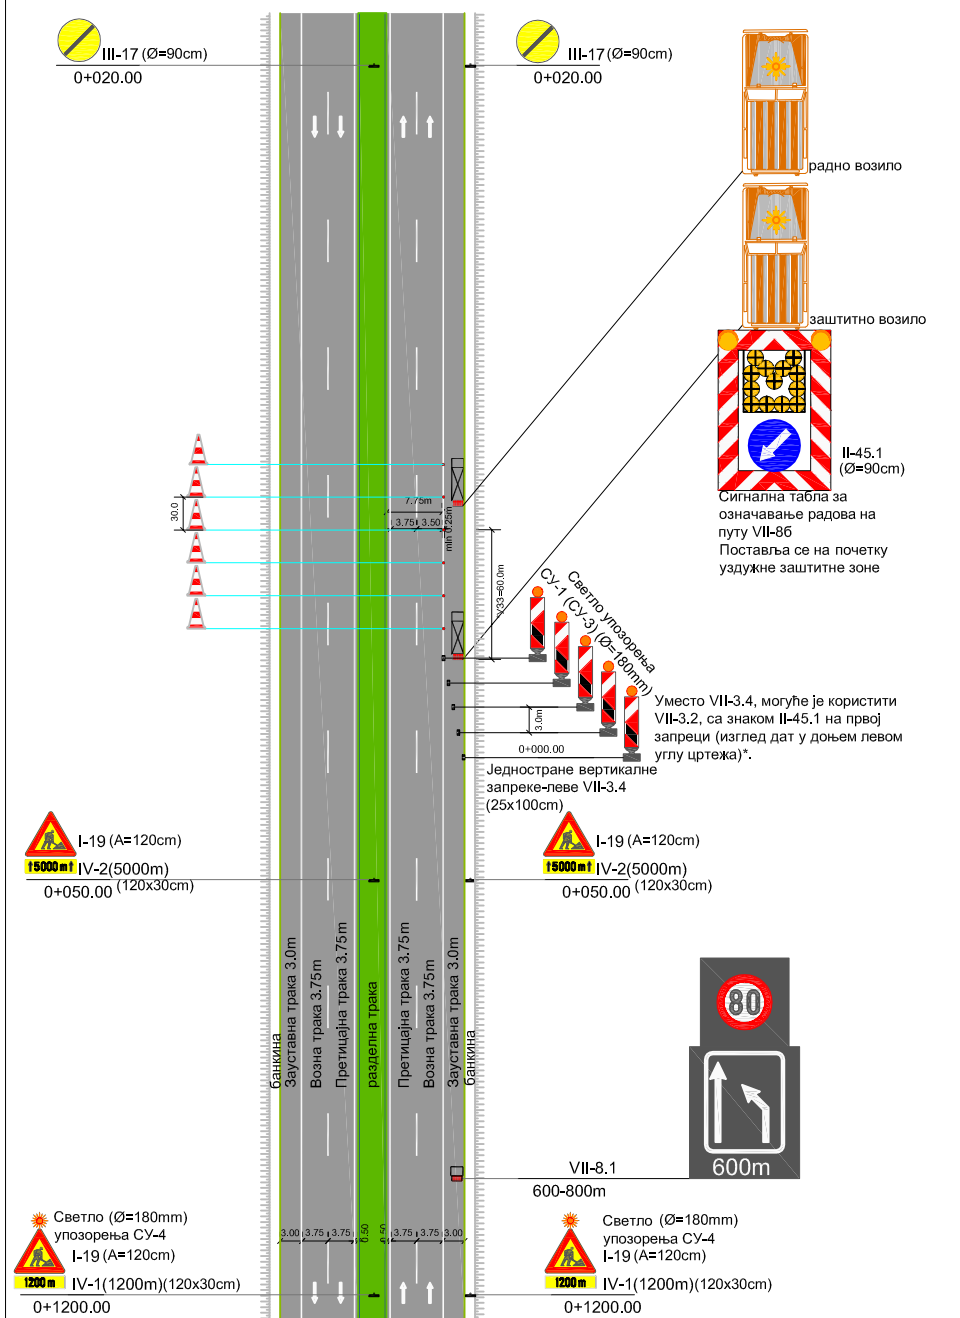 III-17 (Ø=90cm)
0+020.00
III-17 (Ø=90cm)
0+020.00
радно возило
заштитно возило
II-45.1
(Ø=90cm)
Сигнална табла за
означавање радова на
путу VII-8б
Поставља се на почетку
уздужне заштитне зоне
30.0
7.75m
3.75
3.50
min 0.25m
у33=60.0m
Светло упозорења
СУ-1 (СУ-3) (Ø=180mm)
3.0m
0+000.00
Уместо VII-3.4, могуће је користити
VII-3.2, са знаком II-45.1 на првој
запреци (изглед дат у доњем левом
углу цртежа)*.
Једностране вертикалне
запреке-леве VII-3.4
(25x100cm)
I-19 (A=120cm)
5000m
IV-2(5000m)
(120x30cm)
0+050.00
I-19 (A=120cm)
5000m
IV-2(5000m)
(120x30cm)
0+050.00
банкина
Зауставна трака 3.0m
Возна трака 3.75m
Претицајна трака 3.75m
разделна трака
Претицајна трака 3.75m
Возна трака 3.75m
Зауставна трака 3.0m
банкина
80
600m
VII-8.1
600-800m
Светло (Ø=180mm)
упозорења СУ-4
I-19 (A=120cm)
1200m
IV-1(1200m)(120x30cm)
0+1200.00
3.00
3.75
3.75
0.50
0.50
3.75
3.75
3.00
Светло (Ø=180mm)
упозорења СУ-4
I-19 (A=120cm)
1200m
IV-1(1200m)(120x30cm)
0+1200.00